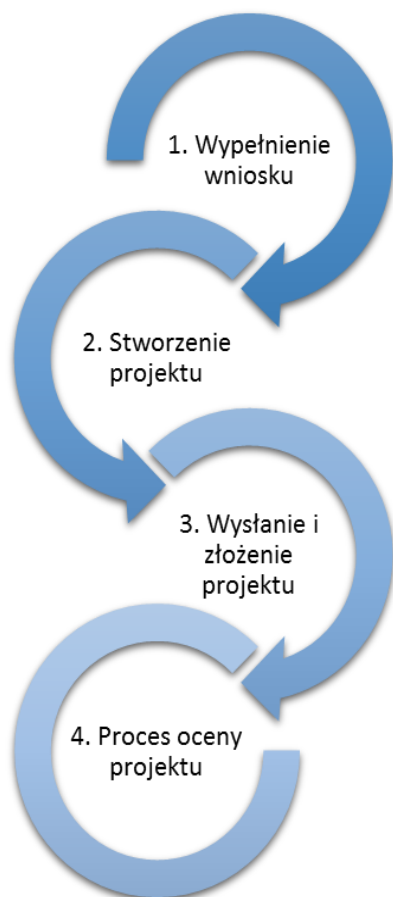 1. Wypełnienie
wniosku
2. Stworzenie
projektu
3. Wysłanie i
złożenie
projektu
4. Proces oceny
projektu